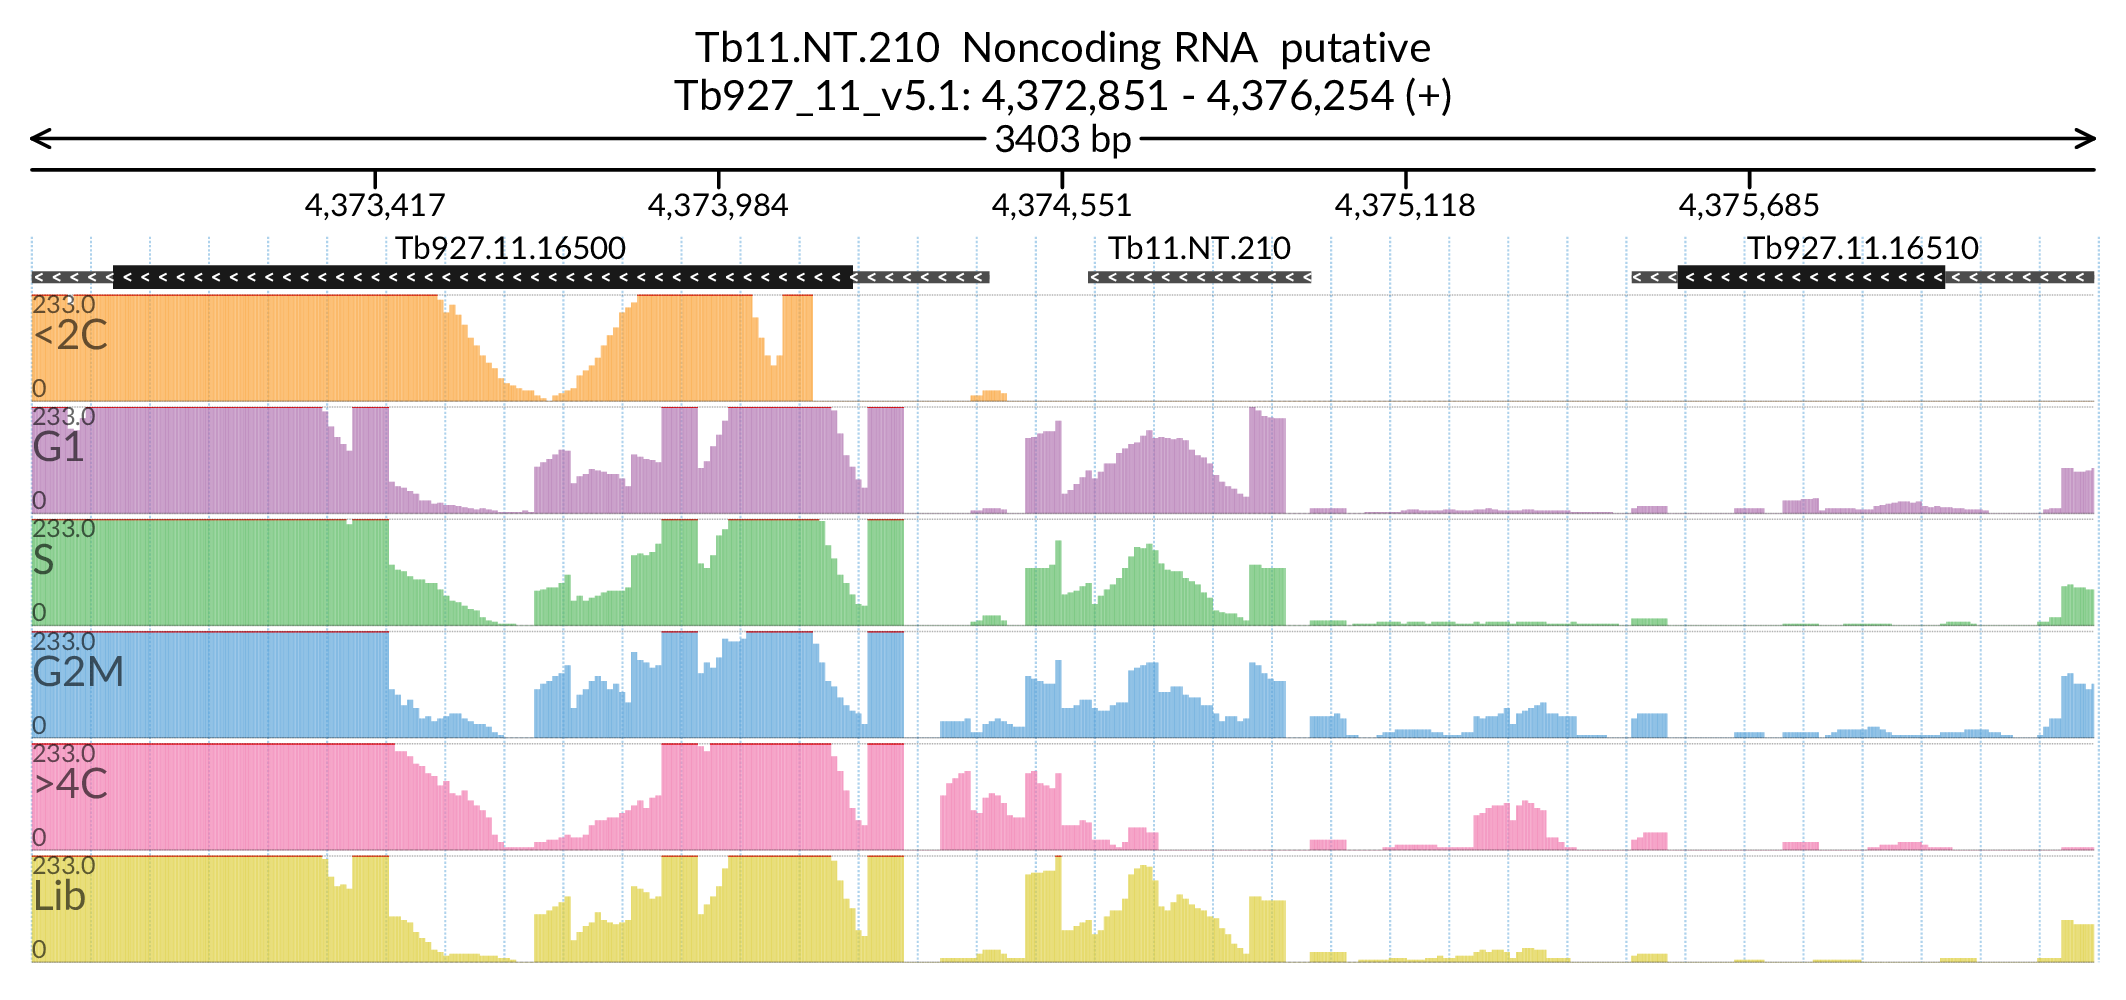 Tb11.NT.210 Noncoding RNA putative
Tb927_11_v5.1: 4,372,851 - 4,376,254 (+)
3403 bp
4,373,417 4,373,984 4,374,551 4,375,118 4,375,685
Tb927.11.16500 Tb11.NT.210 Tb927.11.16510
233.0
<2C
0
233.0
G1
0
233.0
S
0
233.0
G2M
0
233.0
>4C
0
233.0
Lib
0